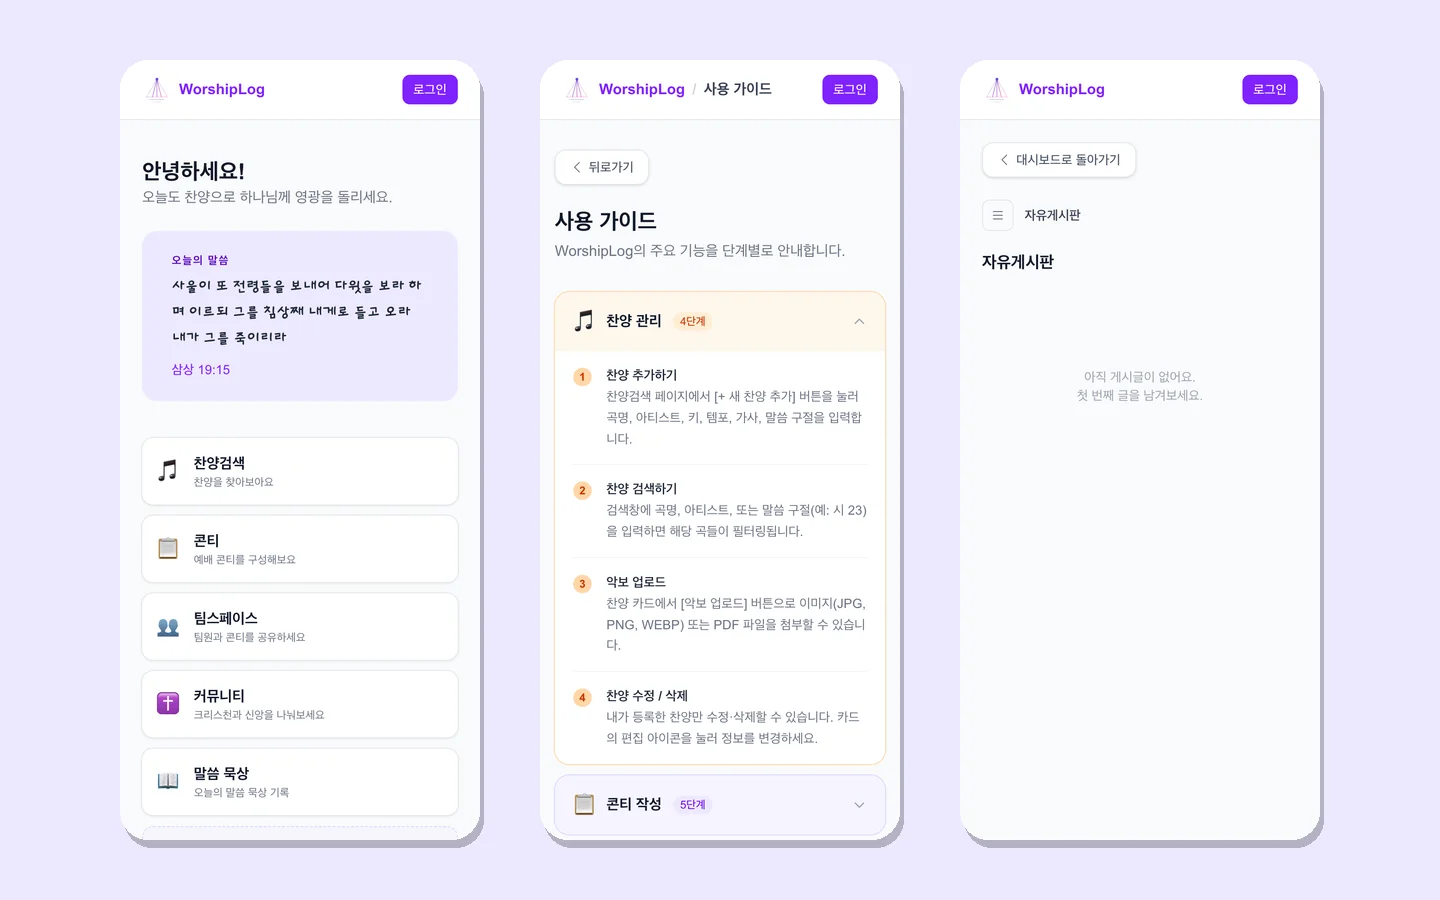 WorshipLog
로그인
안녕하세요!
오늘도 찬양으로 하나님께 영광을 돌리세요.
오늘의 말씀
사울이 또 전령들을 보내어 다윗을 보라 하
며 이르되 그를 침상째 내게로 들고 오라
내가 그를 죽이리라
삼상 19:15
찬양검색
찬양을 찾아보아요
콘티
예배 콘티를 구성해보요
팀스페이스
팀원과 콘티를 공유하세요
커뮤니티
크리스천과 신앙을 나눠보세요
말씀 묵상
오늘의 말씀 묵상 기록
WorshipLog / 사용 가이드
로그인
뒤로가기
사용 가이드
WorshipLog의 주요 기능을 단계별로 안내합니다.
찬양 관리 4단계
1 찬양 추가하기
찬양검색 페이지에서 [+ 새 찬양 추가] 버튼을 눌러
곡명, 아티스트, 키, 템포, 가사, 말씀 구절을 입력합
니다.
2 찬양 검색하기
검색창에 곡명, 아티스트, 또는 말씀 구절(예: 시 23)
을 입력하면 해당 곡들이 필터링됩니다.
3 악보 업로드
찬양 카드에서 [악보 업로드] 버튼으로 이미지(JPG,
PNG, WEBP) 또는 PDF 파일을 첨부할 수 있습니
다.
4 찬양 수정 / 삭제
내가 등록한 찬양만 수정·삭제할 수 있습니다. 카드
의 편집 아이콘을 눌러 정보를 변경하세요.
콘티 작성 5단계
WorshipLog
로그인
대시보드로 돌아가기
자유게시판
자유게시판
아직 게시글이 없어요.
첫 번째 글을 남겨보세요.